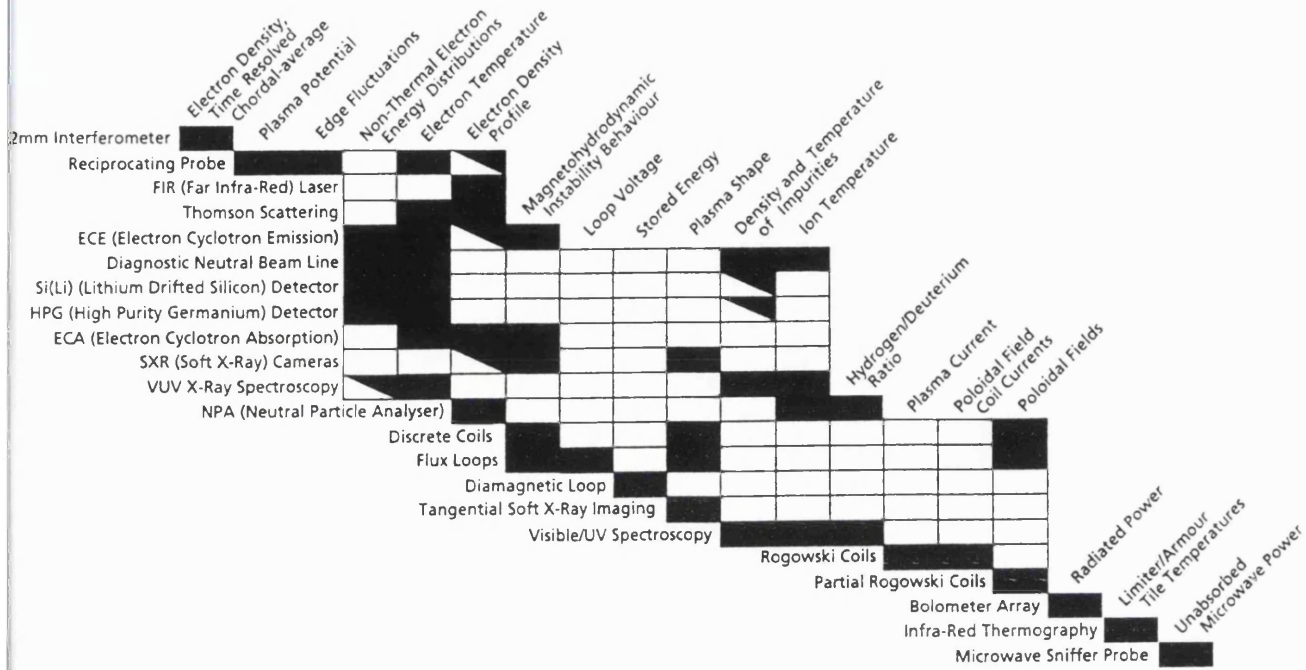 Electron Density,
Time Resolved
Chordal-average
Plasma Potential
Edge Fluctuations
Non-Thermal Electron
Energy Distributions
Electron Temperature
Electron Density
Profile
Magnetohydrodynamic
Instability Behaviour
Loop Voltage
Stored Energy
Plasma Shape
Density and Temperature
of Impurities
Ion Temperature
Hydrogen/Deuterium
Ratio
Plasma Current
Poloidal Field
Coil Currents
Poloidal Fields
Radiated Power
Limiter/Armour
Tile Temperatures
Unabsorbed
Microwave Power
2mm Interferometer
Reciprocating Probe
FIR (Far Infra-Red) Laser
Thomson Scattering
ECE (Electron Cyclotron Emission)
Diagnostic Neutral Beam Line
Si(Li) (Lithium Drifted Silicon) Detector
HPG (High Purity Germanium) Detector
ECA (Electron Cyclotron Absorption)
SXR (Soft X-Ray) Cameras
VUV X-Ray Spectroscopy
NPA (Neutral Particle Analyser)
Discrete Coils
Flux Loops
Diamagnetic Loop
Tangential Soft X-Ray Imaging
Visible/UV Spectroscopy
Rogowski Coils
Partial Rogowski Coils
Bolometer Array
Infra-Red Thermography
Microwave Sniffer Probe